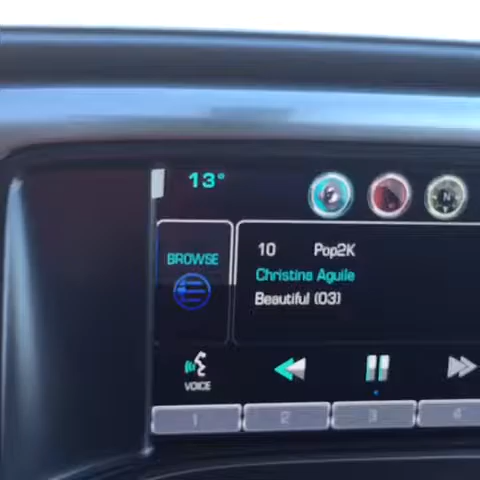 13°
N
BROWSE
10 Pop2K
Christina Aguile
Beautiful (03)
VOICE
1 2 3 4